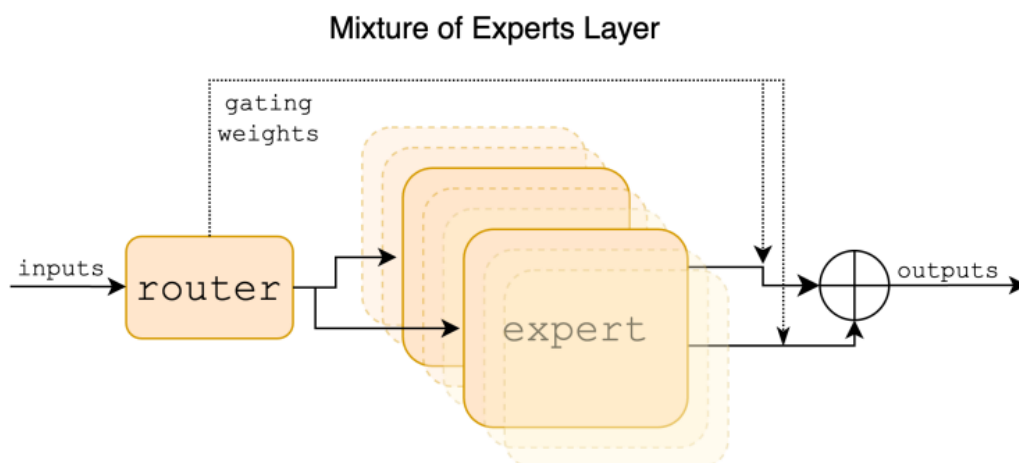 Mixture of Experts Layer
gating
weights
inputs
router
expert
outputs